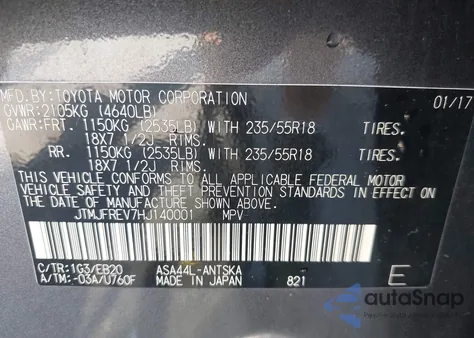 MFD. BY: TOYOTA MOTOR CORPORATION 01/17
GVWR: 2105KG (4640LB)
GAWR: FRT. 1150KG (2535LB) WITH 235/55R18 TIRES.
18X7 1/2J RIMS.
RR. 1150KG (2535LB) WITH 235/55R18 TIRES.
18X7 1/2J RIMS.
THIS VEHICLE CONFORMS TO ALL APPLICABLE FEDERAL MOTOR
VEHICLE SAFETY AND THEFT PREVENTION STANDARDS IN EFFECT ON
THE DATE OF MANUFACTURE SHOWN ABOVE.
JTMJFREV7HJ140001 MPV
C/TR:1G3/EB20 ASA44L-ANTSKA
A/TM:-03A/U760F MADE IN JAPAN 821 E
autaSnap